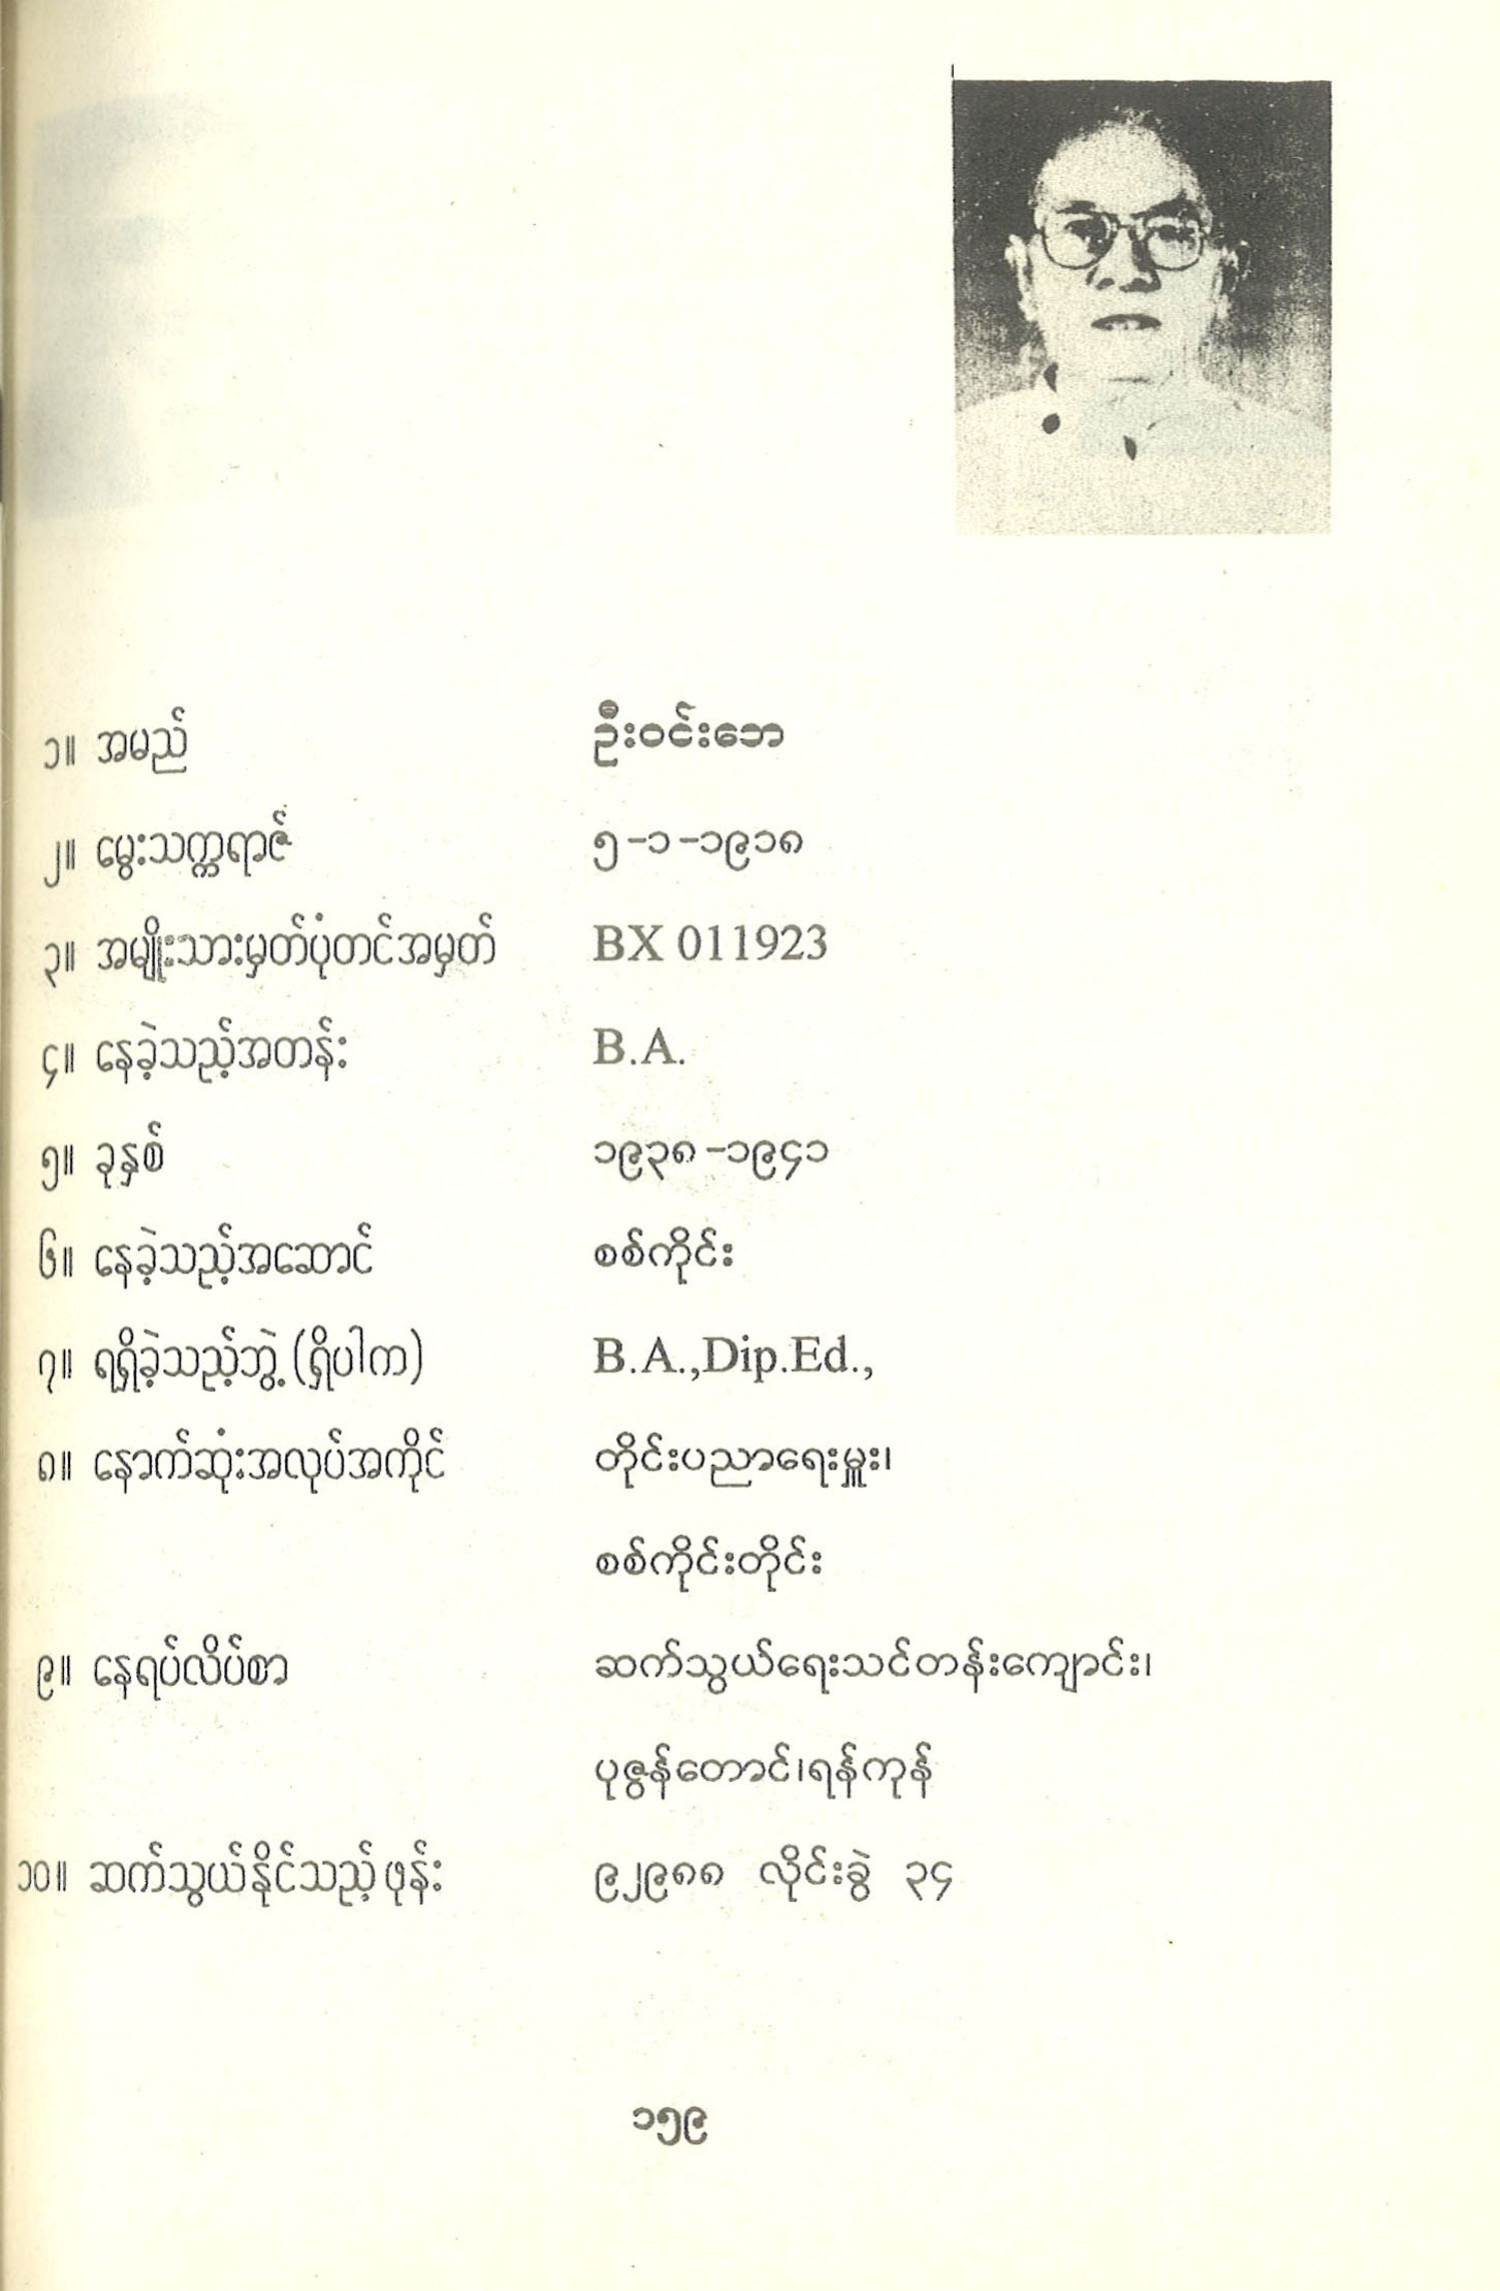 ၁။ အမည် ဦးဝင်းဘေ
၂။ မွေးသက္ကရာဇ် ၅-၁-၁၉၁၈
၃။ အမျိုးသားမှတ်ပုံတင်အမှတ် BX 011923
၄။ နေခဲ့သည့်အတန်း B.A.
၅။ ခုနှစ် ၁၉၃၈-၁၉၄၁
၆။ နေခဲ့သည့်အဆောင် စစ်ကိုင်း
၇။ ရရှိခဲ့သည့်ဘွဲ့ (ရှိပါက) B.A.,Dip.Ed.,
၈။ နောက်ဆုံးအလုပ်အကိုင် တိုင်းပညာရေးမှူး၊
စစ်ကိုင်းတိုင်း
၉။ နေရပ်လိပ်စာ ဆက်သွယ်ရေးသင်တန်းကျောင်း၊
ပုဇွန်တောင်၊ရန်ကုန်
၁၀။ ဆက်သွယ်နိုင်သည့်ဖုန်း ၉၂၉၈၈ လိုင်းခွဲ ၃၄
၁၅၉